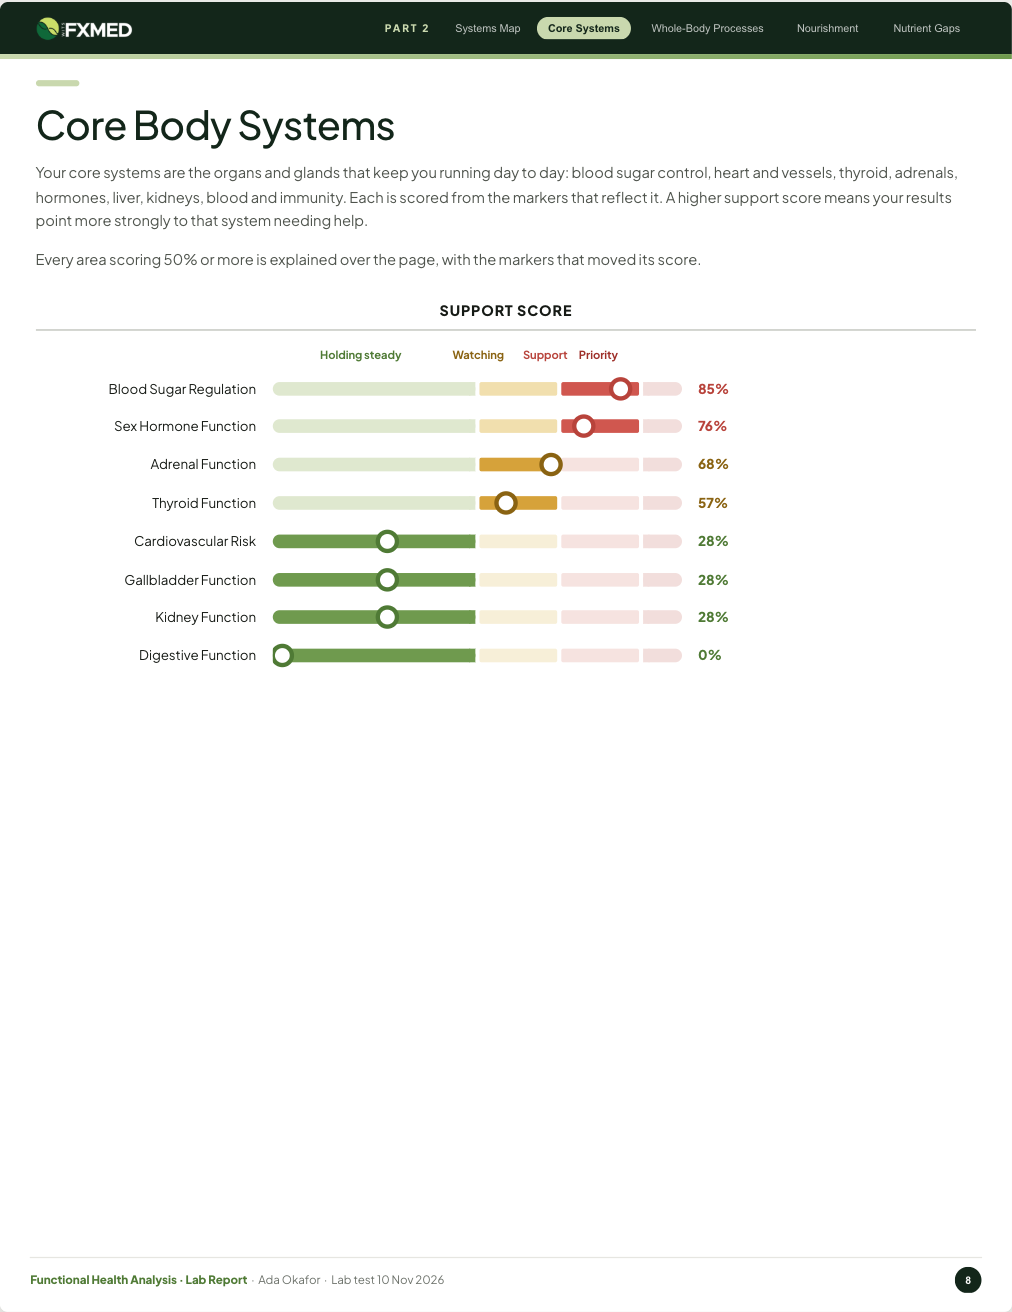 FXMED
PART 2 Systems Map Core Systems Whole-Body Processes Nourishment Nutrient Gaps
Core Body Systems
Your core systems are the organs and glands that keep you running day to day: blood sugar control, heart and vessels, thyroid, adrenals,
hormones, liver, kidneys, blood and immunity. Each is scored from the markers that reflect it. A higher support score means your results
point more strongly to that system needing help.
Every area scoring 50% or more is explained over the page, with the markers that moved its score.
SUPPORT SCORE
Holding steady Watching Support Priority
Blood Sugar Regulation 85%
Sex Hormone Function 76%
Adrenal Function 68%
Thyroid Function 57%
Cardiovascular Risk 28%
Gallbladder Function 28%
Kidney Function 28%
Digestive Function 0%
Functional Health Analysis · Lab Report · Ada Okafor · Lab test 10 Nov 2026
8